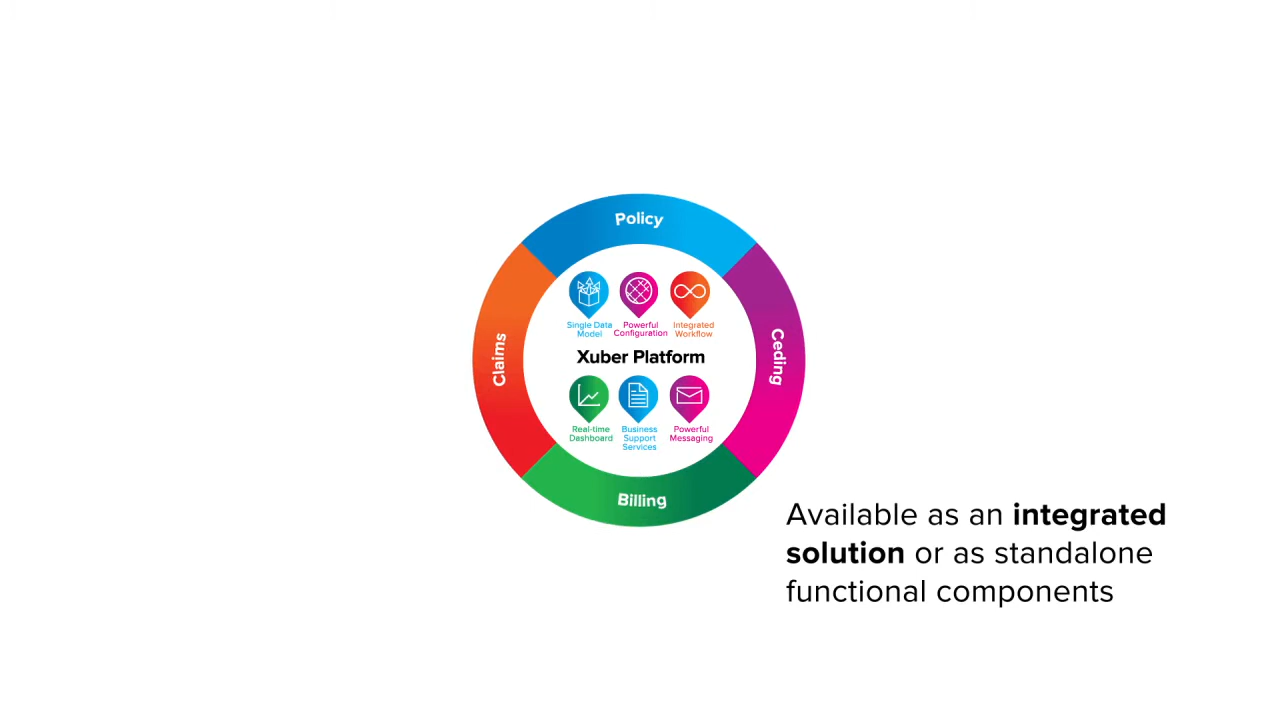 Policy
Claims
Ceding
Single Data
Model
Powerful
Configuration
Integrated
Workflow
Xuber Platform
Real-time
Dashboard
Business
Support
Services
Powerful
Messaging
Billing
Available as an integrated
solution or as standalone
functional components